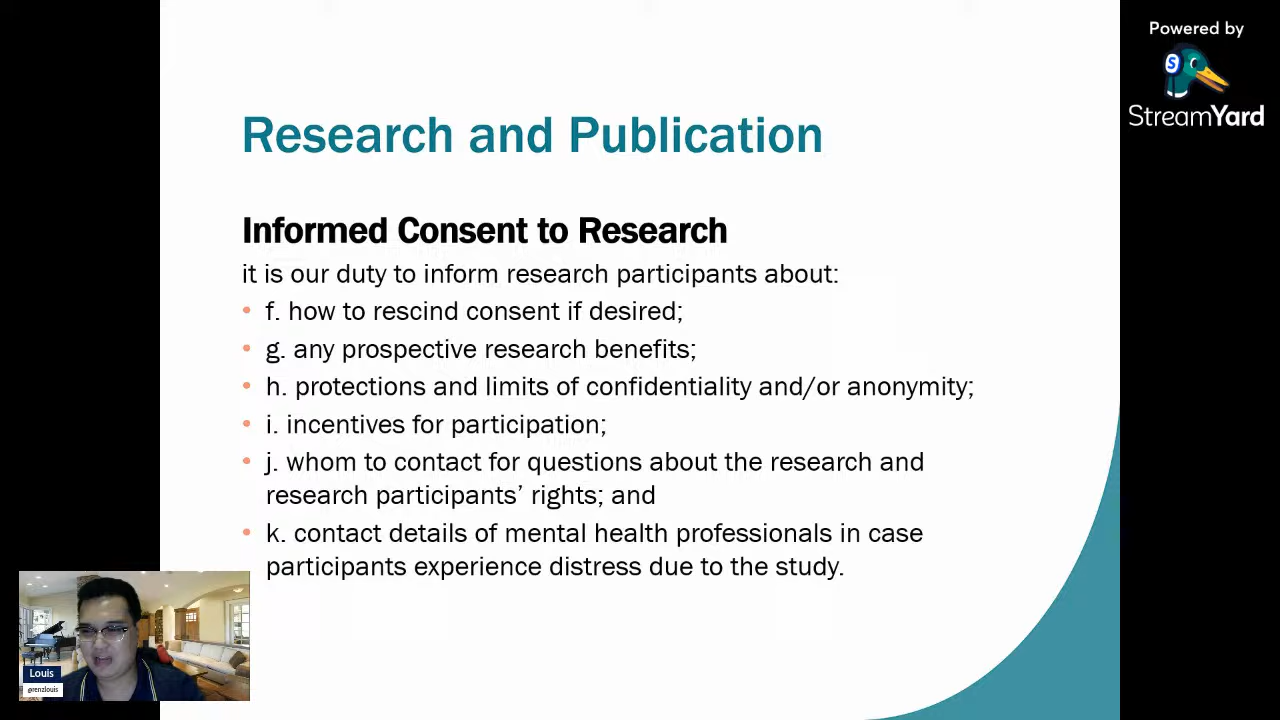 Powered by
StreamYard
Research and Publication
Informed Consent to Research
it is our duty to inform research participants about:
• f. how to rescind consent if desired;
• g. any prospective research benefits;
• h. protections and limits of confidentiality and/or anonymity;
• i. incentives for participation;
• j. whom to contact for questions about the research and
research participants’ rights; and
• k. contact details of mental health professionals in case
participants experience distress due to the study.
Louis
@renzlouis